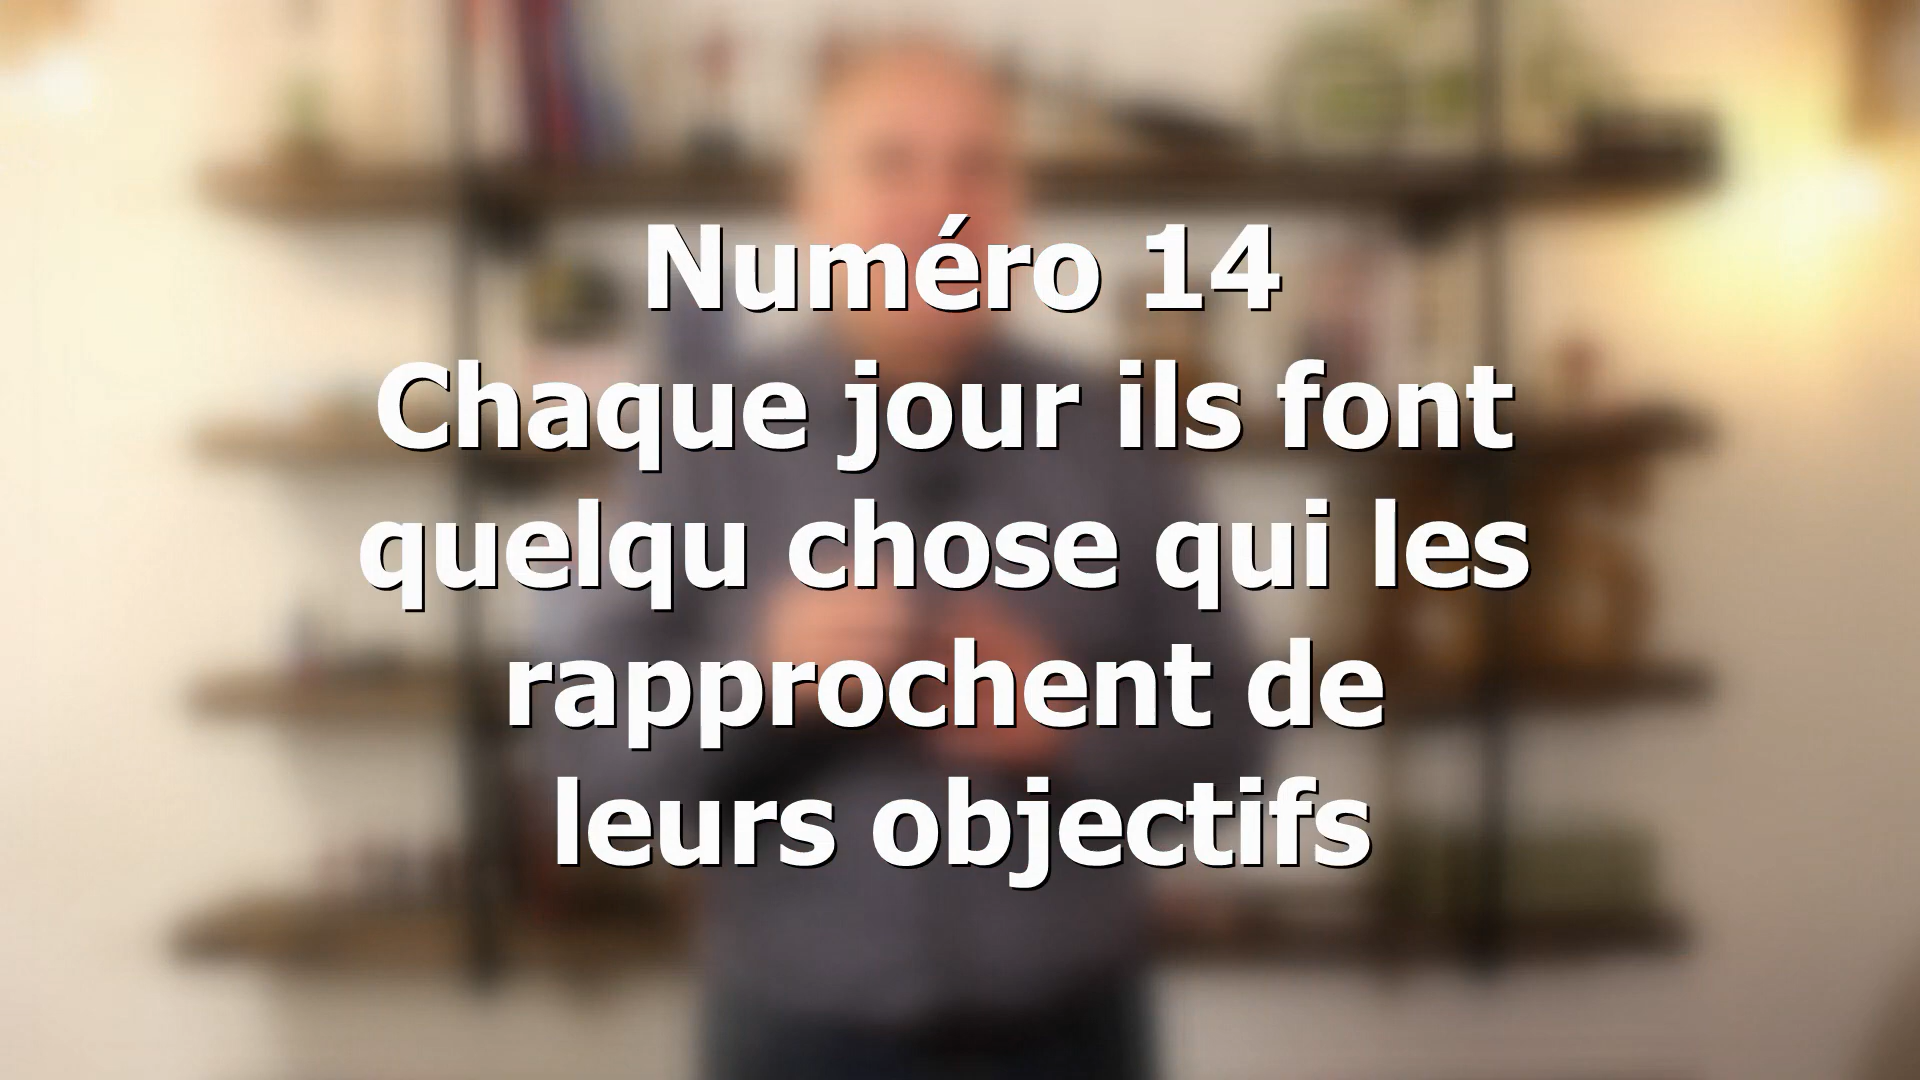 Numéro 14
Chaque jour ils font
quelqu chose qui les
rapprochent de
leurs objectifs